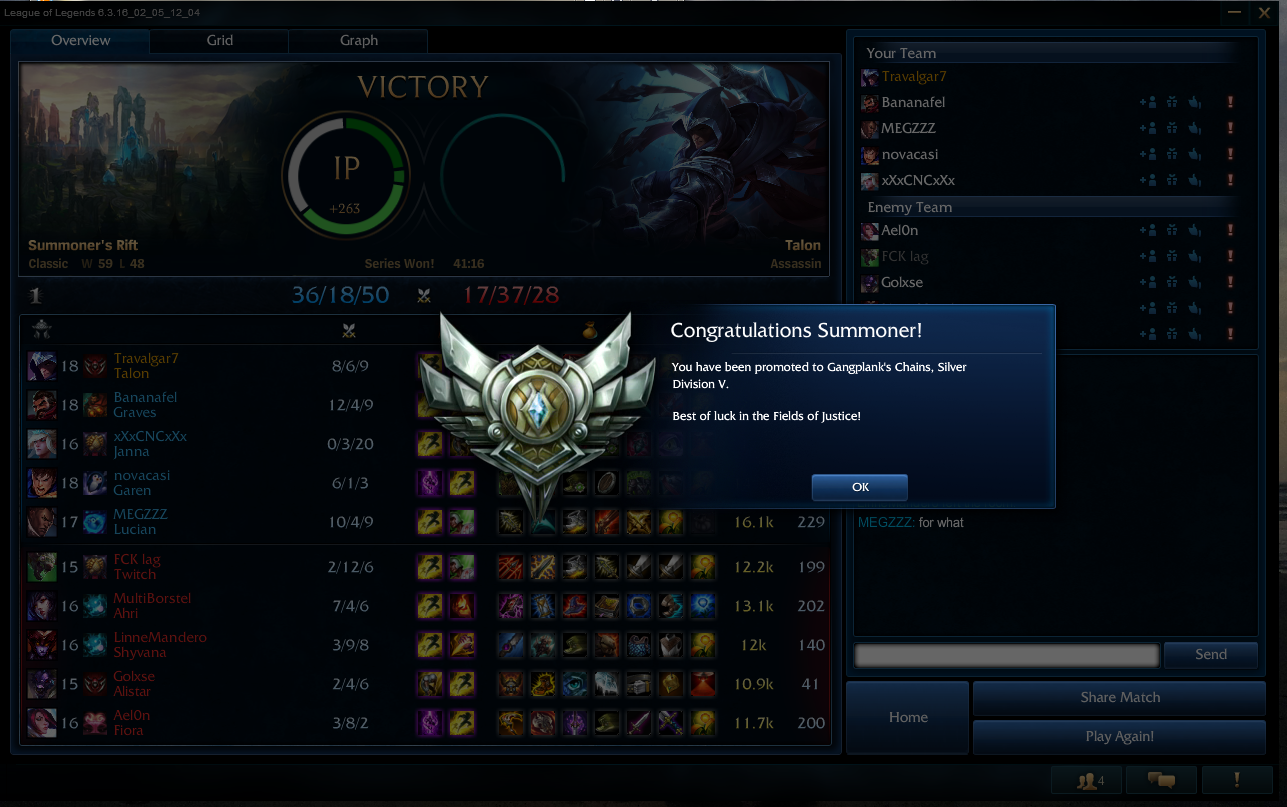 League of Legends 6.3.16_02_05_12_04
Overview
Grid
Graph
VICTORY
IP
+263
Summoner's Rift
Classic W 59 L 48
Series Won! 41:16
Talon
Assassin
1
36/18/50
17/37/28
18 Travalgar7
Talon
8/6/9
18 Bananafel
Graves
12/4/9
16 xXxCNCxXx
Janna
0/3/20
18 novacasi
Garen
6/1/3
17 MEGZZZ
Lucian
10/4/9 16.1k 229
15 FCK lag
Twitch
2/12/6 12.2k 199
16 MultiBorstel
Ahri
7/4/6 13.1k 202
16 LinneMandero
Shyvana
3/9/8 12k 140
15 Golxse
Alistar
2/4/6 10.9k 41
16 Ael0n
Fiora
3/8/2 11.7k 200
Congratulations Summoner!
You have been promoted to Gangplank's Chains, Silver
Division V.
Best of luck in the Fields of Justice!
OK
Your Team
Travalgar7
Bananafel
MEGZZZ
novacasi
xXxCNCxXx
Enemy Team
Ael0n
FCK lag
Golxse
MEGZZZ: for what
Send
Home
Share Match
Play Again!
4